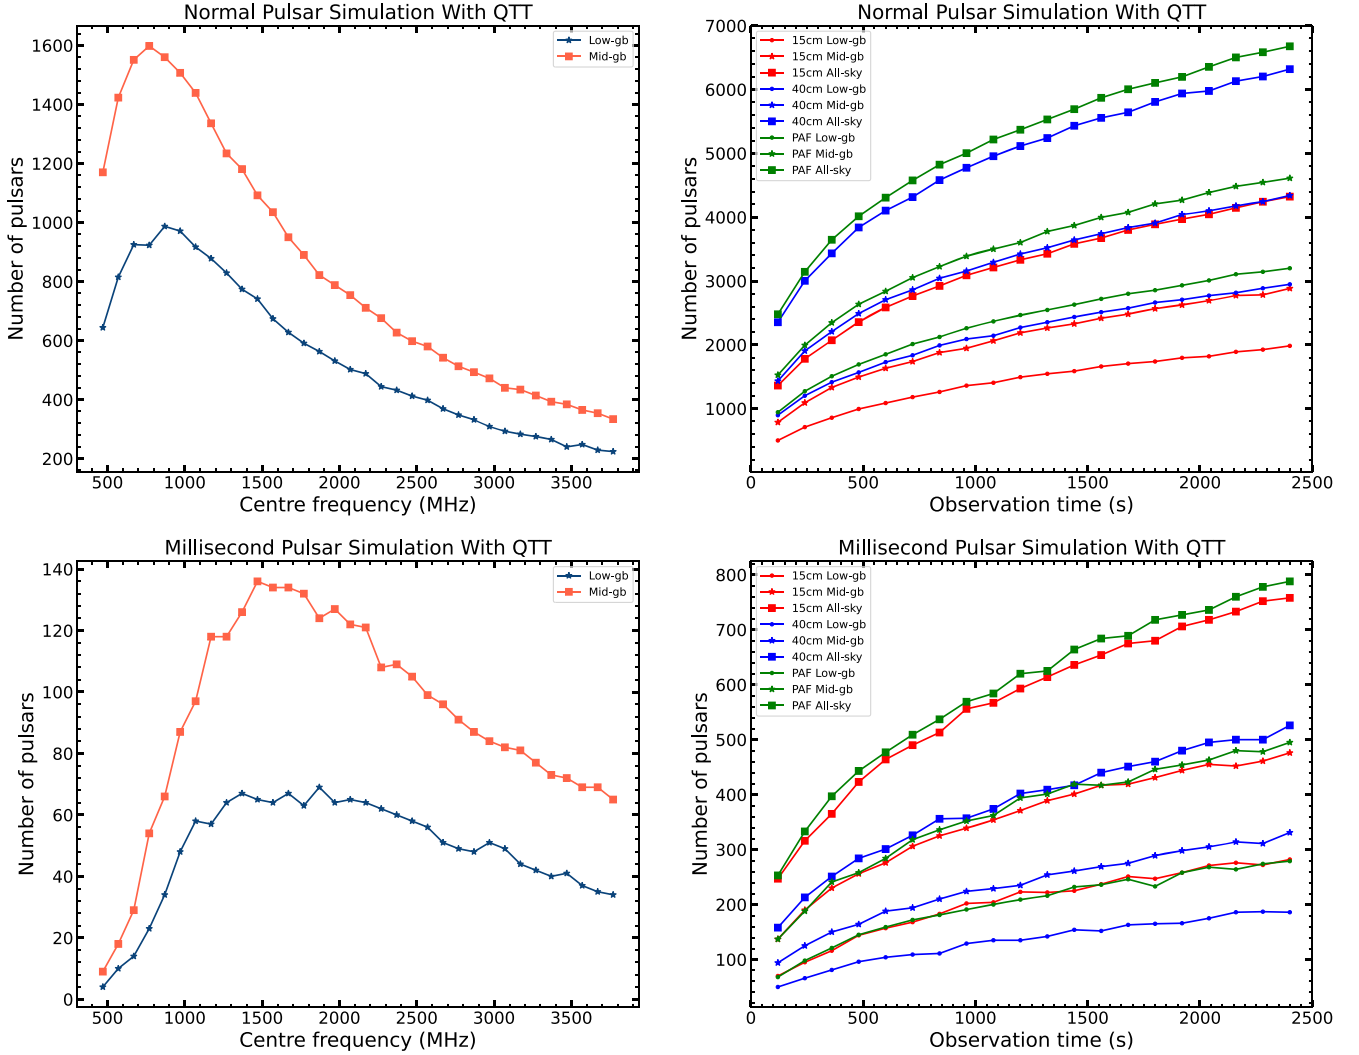 Normal Pulsar Simulation With QTT
Number of pulsars
1600
1400
1200
1000
800
600
400
200
Low-gb
Mid-gb
500 1000 1500 2000 2500 3000 3500
Centre frequency (MHz)
Normal Pulsar Simulation With QTT
Number of pulsars
7000
6000
5000
4000
3000
2000
1000
15cm Low-gb
15cm Mid-gb
15cm All-sky
40cm Low-gb
40cm Mid-gb
40cm All-sky
PAF Low-gb
PAF Mid-gb
PAF All-sky
0 500 1000 1500 2000 2500
Observation time (s)
Millisecond Pulsar Simulation With QTT
Number of pulsars
140
120
100
80
60
40
20
0
Low-gb
Mid-gb
500 1000 1500 2000 2500 3000 3500
Centre frequency (MHz)
Millisecond Pulsar Simulation With QTT
Number of pulsars
800
700
600
500
400
300
200
100
15cm Low-gb
15cm Mid-gb
15cm All-sky
40cm Low-gb
40cm Mid-gb
40cm All-sky
PAF Low-gb
PAF Mid-gb
PAF All-sky
0 500 1000 1500 2000 2500
Observation time (s)